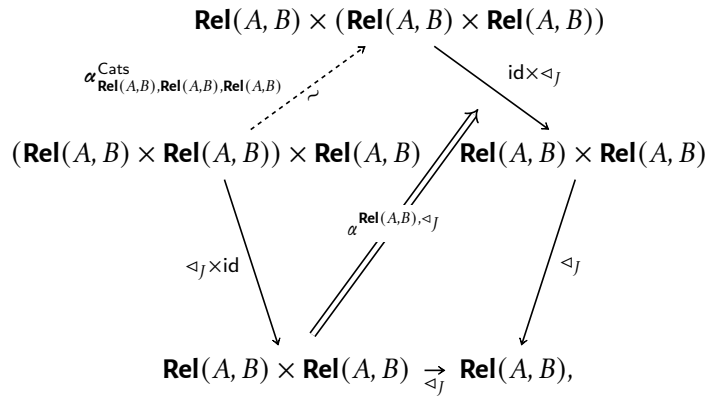 Rel(A, B) × (Rel(A, B) × Rel(A, B))
α^Cats_Rel(A,B),Rel(A,B),Rel(A,B)
id×◁_J
∼
(Rel(A, B) × Rel(A, B)) × Rel(A, B)
Rel(A, B) × Rel(A, B)
α^Rel(A,B),◁_J
◁_J×id
◁_J
Rel(A, B) × Rel(A, B)
◁_J
Rel(A, B),